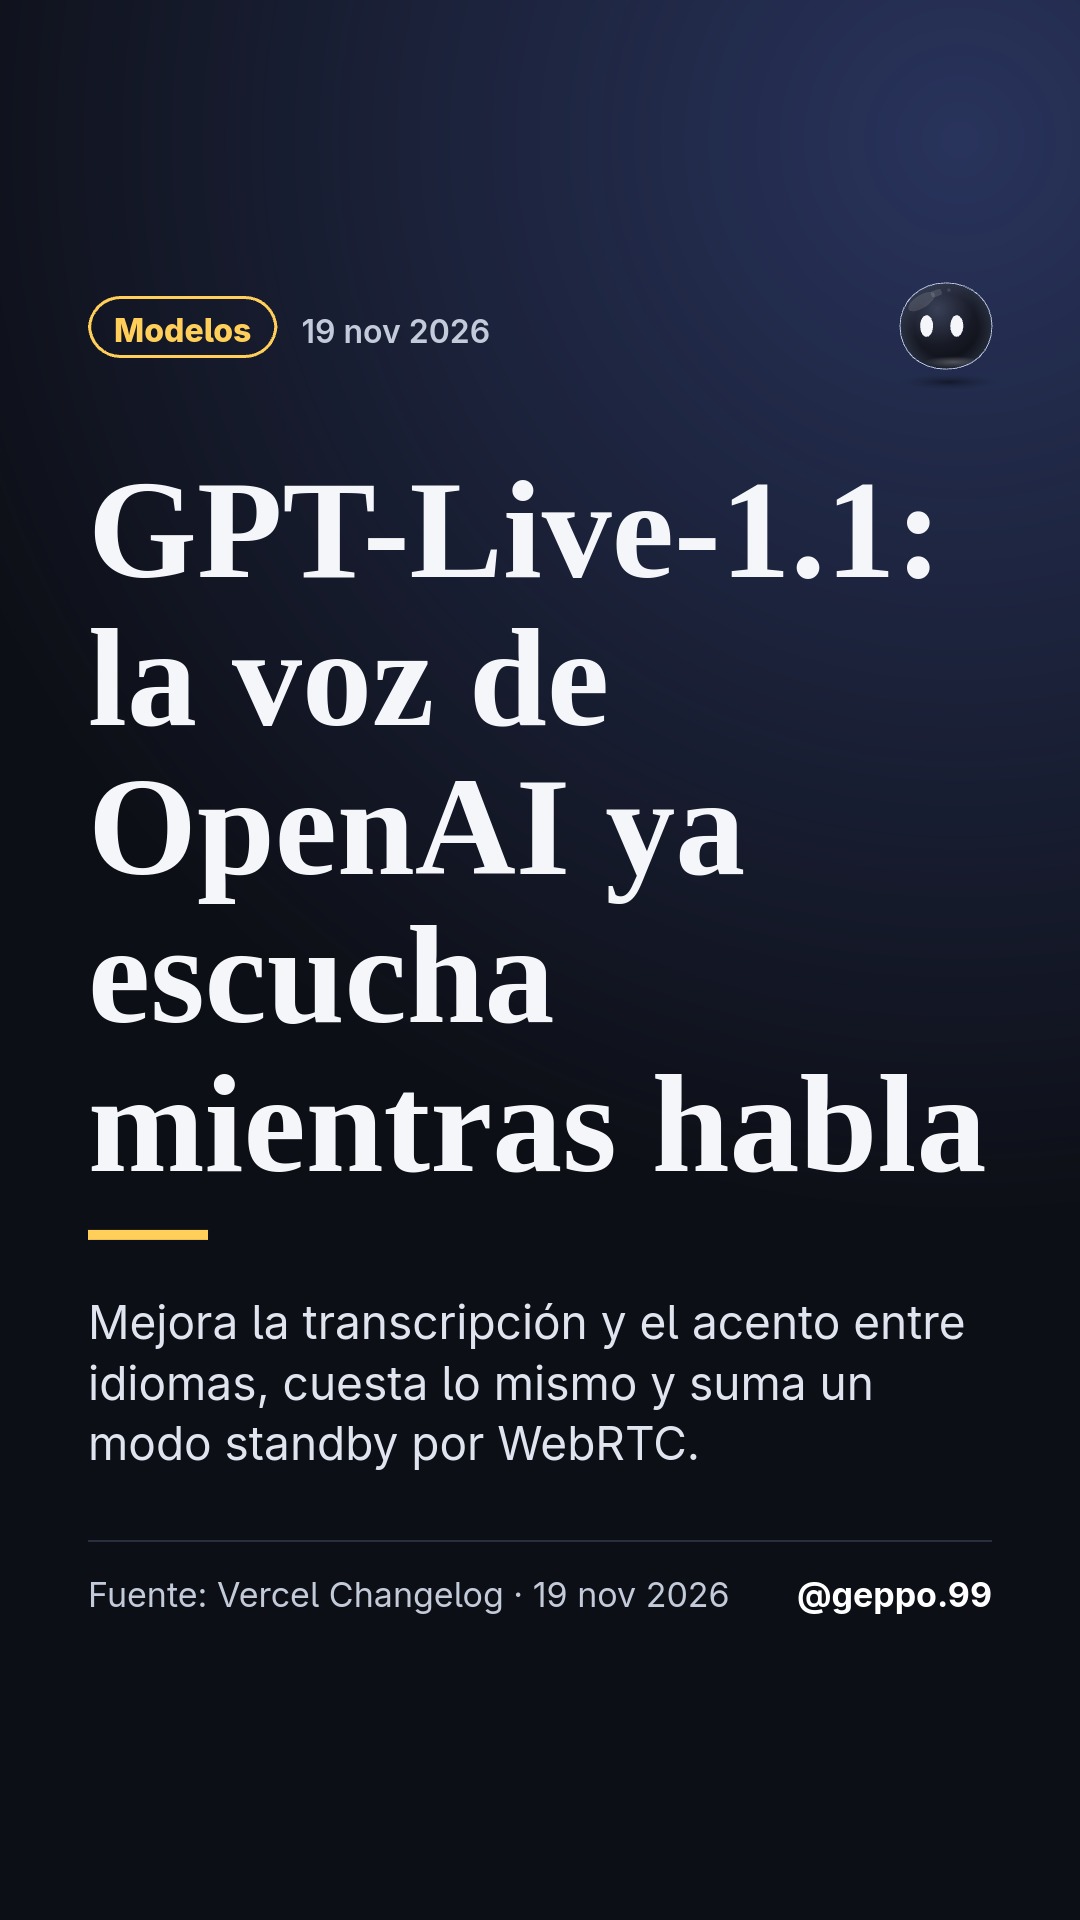 Modelos
19 nov 2026
GPT-Live-1.1:
la voz de
OpenAI ya
escucha
mientras habla
Mejora la transcripción y el acento entre
idiomas, cuesta lo mismo y suma un
modo standby por WebRTC.
Fuente: Vercel Changelog · 19 nov 2026
@geppo.99